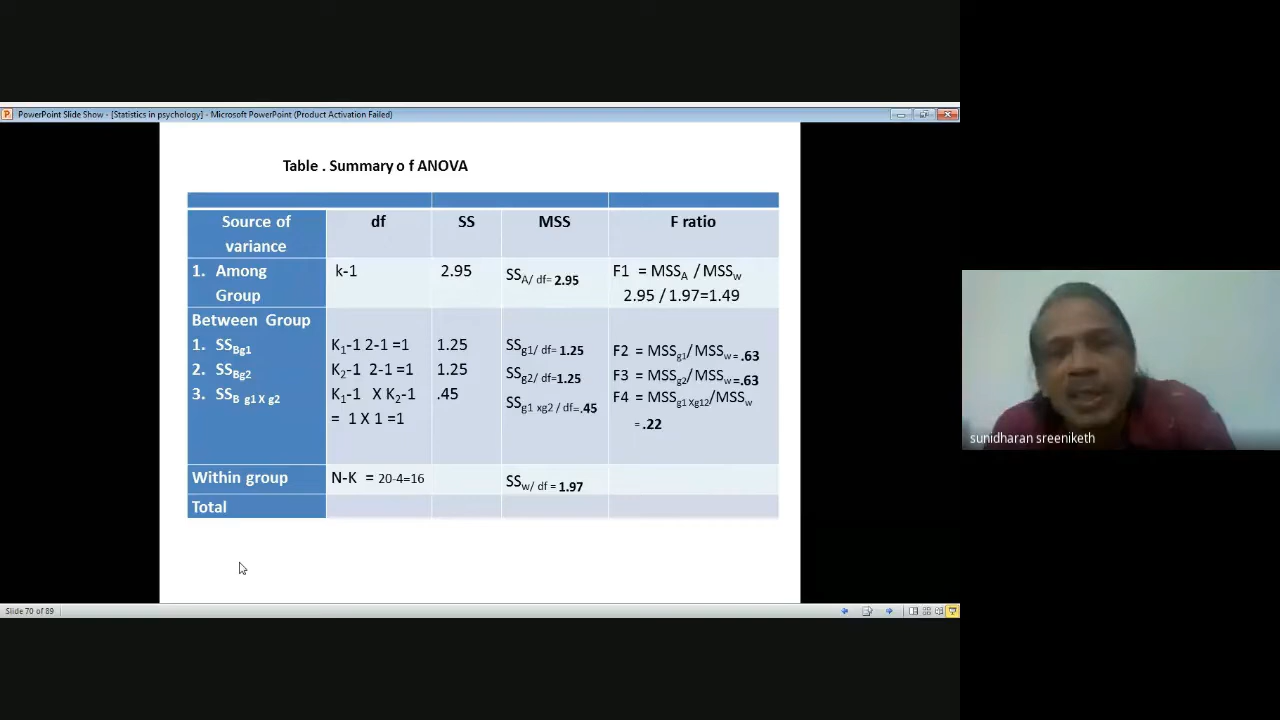 PowerPoint Slide Show - [Statistics in psychology] - Microsoft PowerPoint (Product Activation Failed)
Table . Summary o f ANOVA
Source of variance df SS MSS F ratio
1. Among Group k-1 2.95 SSA/ df= 2.95 F1 = MSSA / MSSw
2.95 / 1.97=1.49
Between Group
1. SSBg1 K1-1 2-1 =1 1.25 SSg1/ df= 1.25 F2 = MSSg1/MSSw = .63
2. SSBg2 K2-1 2-1 =1 1.25 SSg2/ df=1.25 F3 = MSSg2/MSSw =.63
3. SSB g1 X g2 K1-1 X K2-1 .45 SSg1 xg2 / df=.45 F4 = MSSg1 Xg12/MSSw
= 1 X 1 =1 = .22
Within group N-K = 20-4=16 SSw/ df = 1.97
Total
Slide 70 of 89
sunidharan sreeniketh